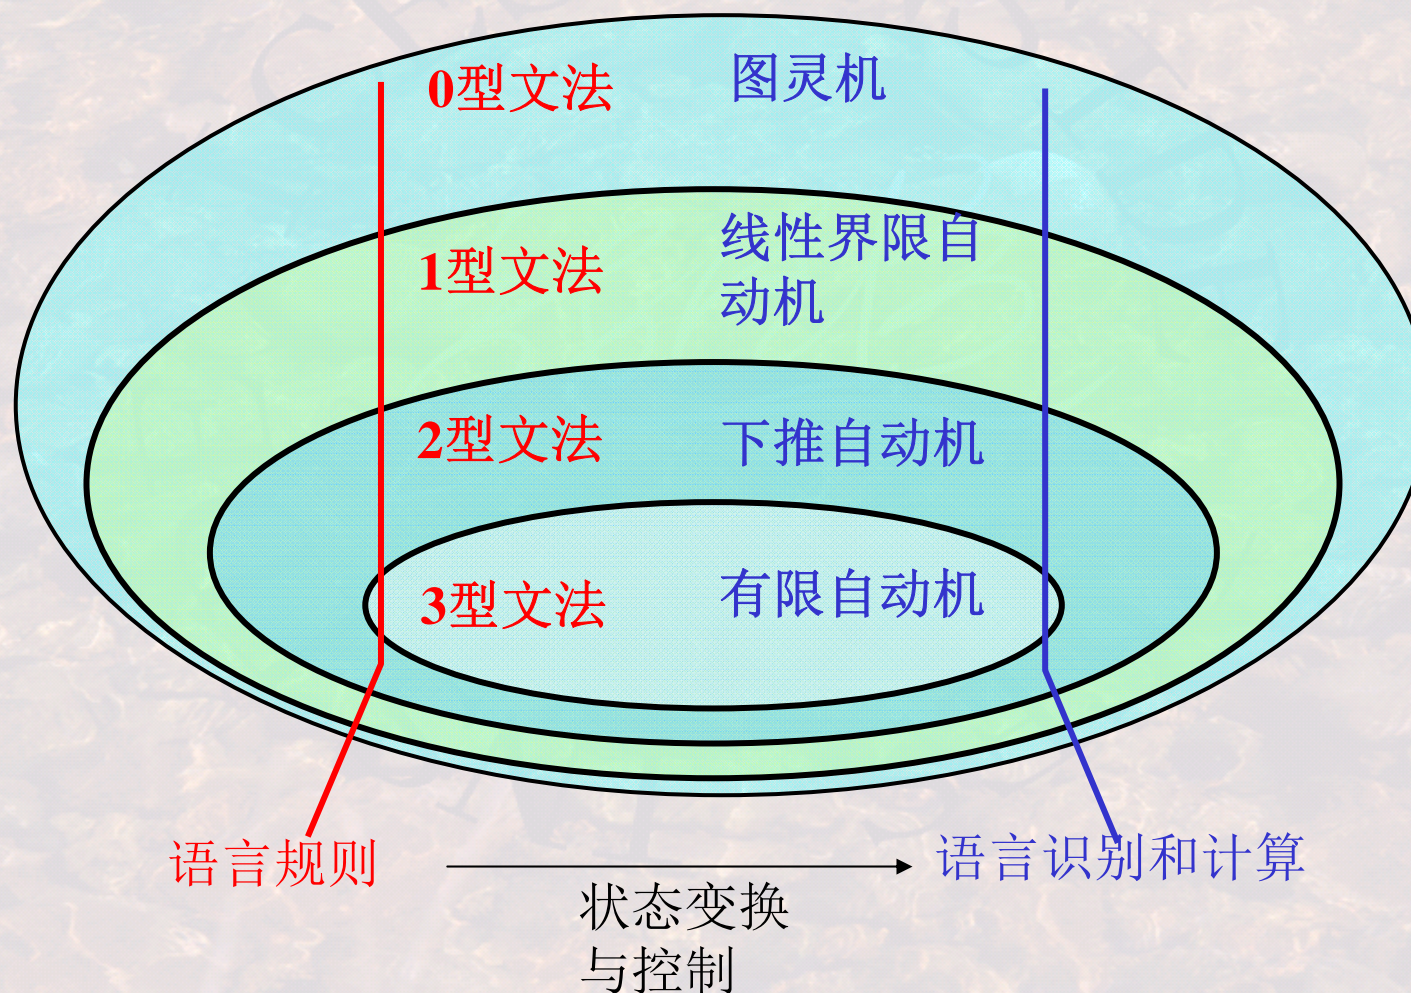 0型文法
图灵机
1型文法
线性界限自
动机
2型文法
下推自动机
3型文法
有限自动机
语言规则
语言识别和计算
状态变换
与控制